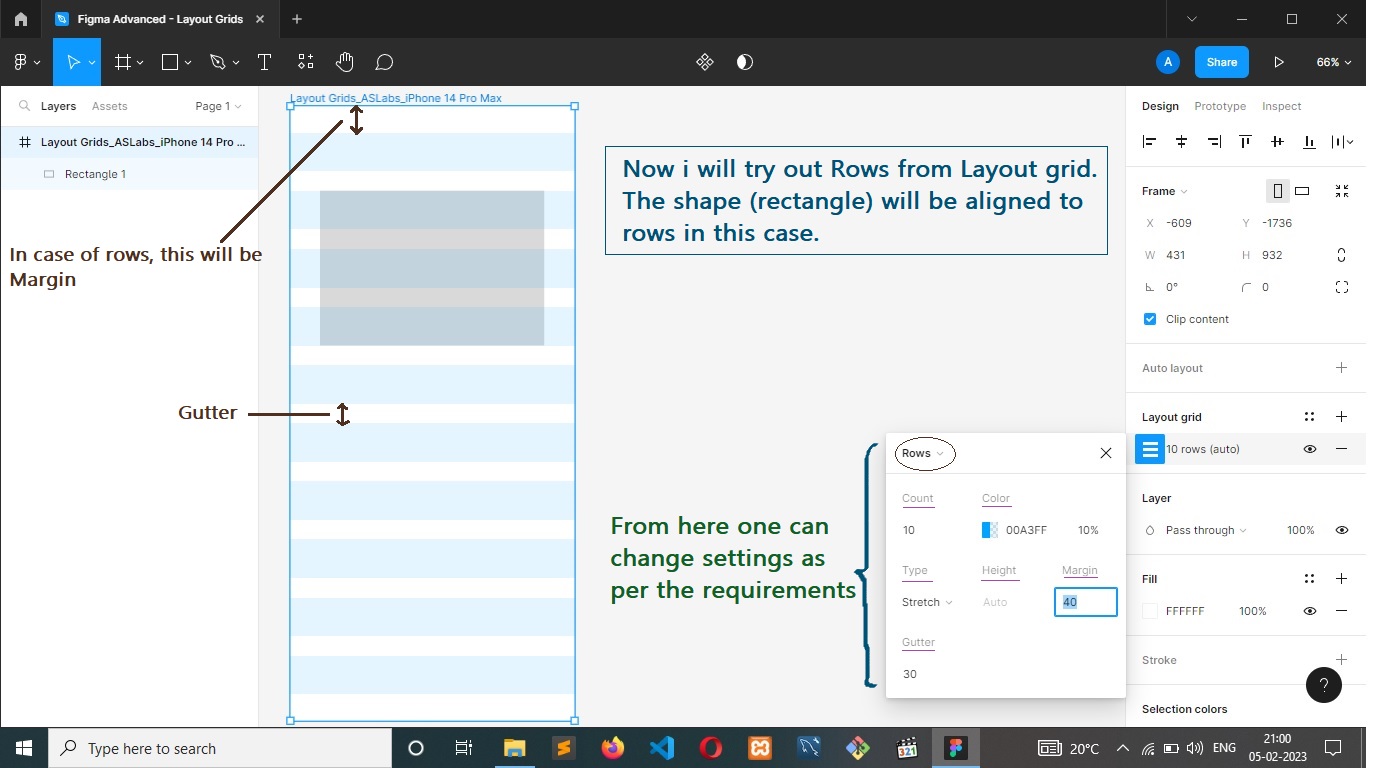 Figma Advanced - Layout Grids
A
Share
66%
Layers
Assets
Page 1
Layout Grids_ASLabs_iPhone 14 Pro ...
Rectangle 1
Layout Grids_ASLabs_iPhone 14 Pro Max
In case of rows, this will be
Margin
Gutter
Now i will try out Rows from Layout grid.
The shape (rectangle) will be aligned to
rows in this case.
From here one can
change settings as
per the requirements
Rows
Count
Color
10
00A3FF
10%
Type
Height
Margin
Stretch
Auto
40
Gutter
30
Design
Prototype
Inspect
Frame
X -609
Y -1736
W 431
H 932
0°
0
Clip content
Auto layout
Layout grid
10 rows (auto)
Layer
Pass through
100%
Fill
FFFFFF
100%
Stroke
?
Selection colors
Type here to search
321
20°C
ENG
21:00
05-02-2023